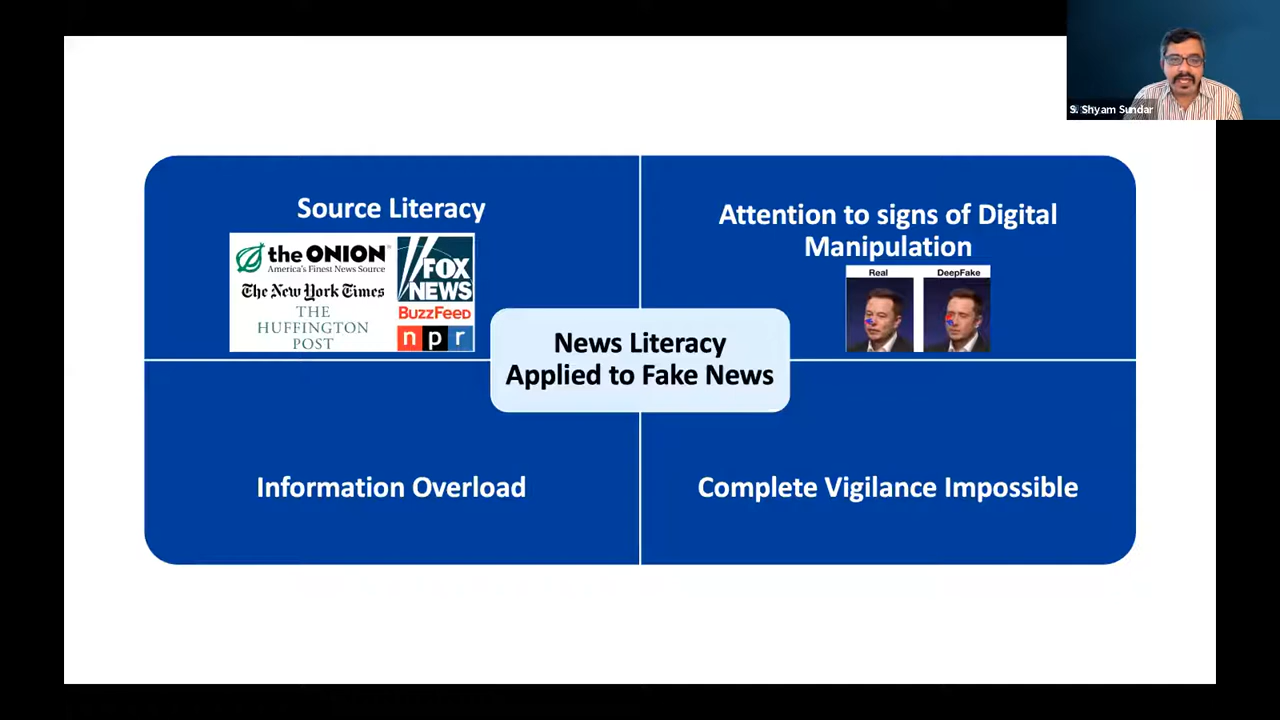 S. Shyam Sundar
Source Literacy
the ONION
America's Finest News Source
The New York Times
THE
HUFFINGTON
POST
FOX
NEWS
BuzzFeed
npr
Attention to signs of Digital
Manipulation
Real DeepFake
News Literacy
Applied to Fake News
Information Overload
Complete Vigilance Impossible